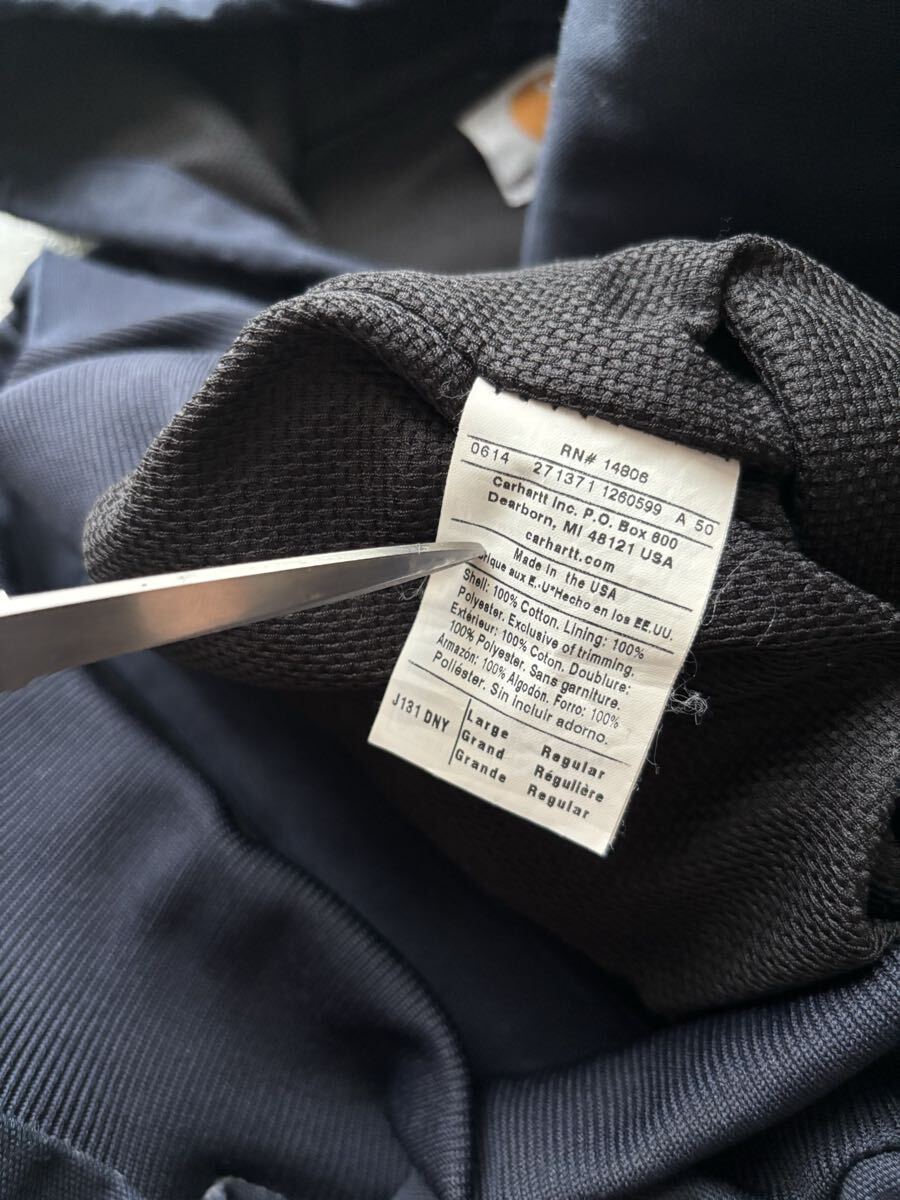 RN# 14806
0614 271371 1260599 A 50
Carhartt Inc. P.O. Box 600
Dearborn, MI 48121 USA
carhartt.com
Made in the USA
rique aux E.-U*Hecho en los EE.UU.
Shell: 100% Cotton. Lining: 100%
Polyester. Exclusive of trimming.
Extérieur: 100% Coton. Doublure:
100% Polyester. Sans garniture.
Armazón: 100% Algodón. Forro: 100%
Poliéster. Sin incluir adorno.
J131 DNY
Large Regular
Grand Régulière
Grande Regular